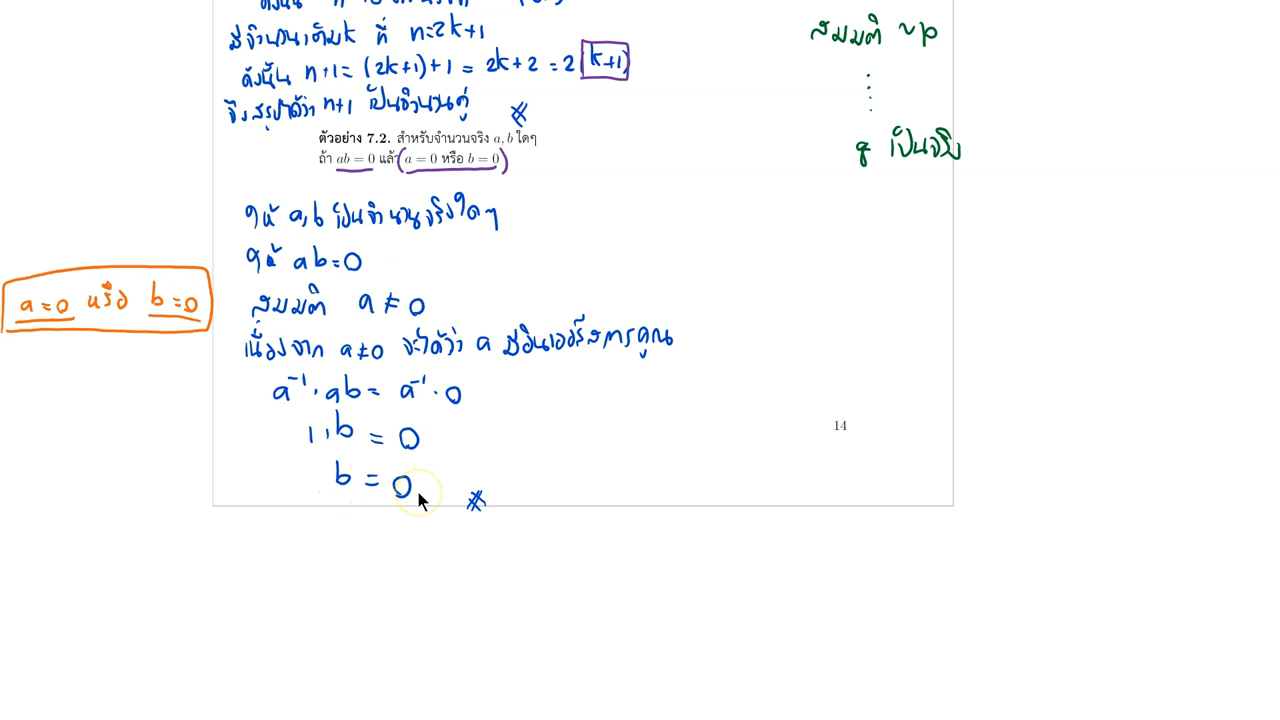 มีจำนวนเต็ม k ที่ n=2k+1
ดังนั้น n+1 = (2k+1)+1 = 2k+2 = 2(k+1)
จึงสรุปได้ว่า n+1 เป็นจำนวนคู่
ตัวอย่าง 7.2. สำหรับจำนวนจริง a, b ใดๆ
ถ้า ab = 0 แล้ว (a = 0 หรือ b = 0)
ให้ a,b เป็นจำนวนจริงใดๆ
ให้ ab=0
สมมติ a ≠ 0
เนื่องจาก a≠0 จะได้ว่า a มีอินเวอร์สการคูณ
a⁻¹·ab = a⁻¹·0
1·b = 0
b = 0
a=0 หรือ b=0
สมมติ ~p
⋮
q เป็นจริง
14